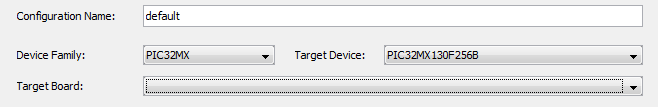 Configuration Name: default
Device Family: PIC32MX Target Device: PIC32MX130F256B
Target Board: